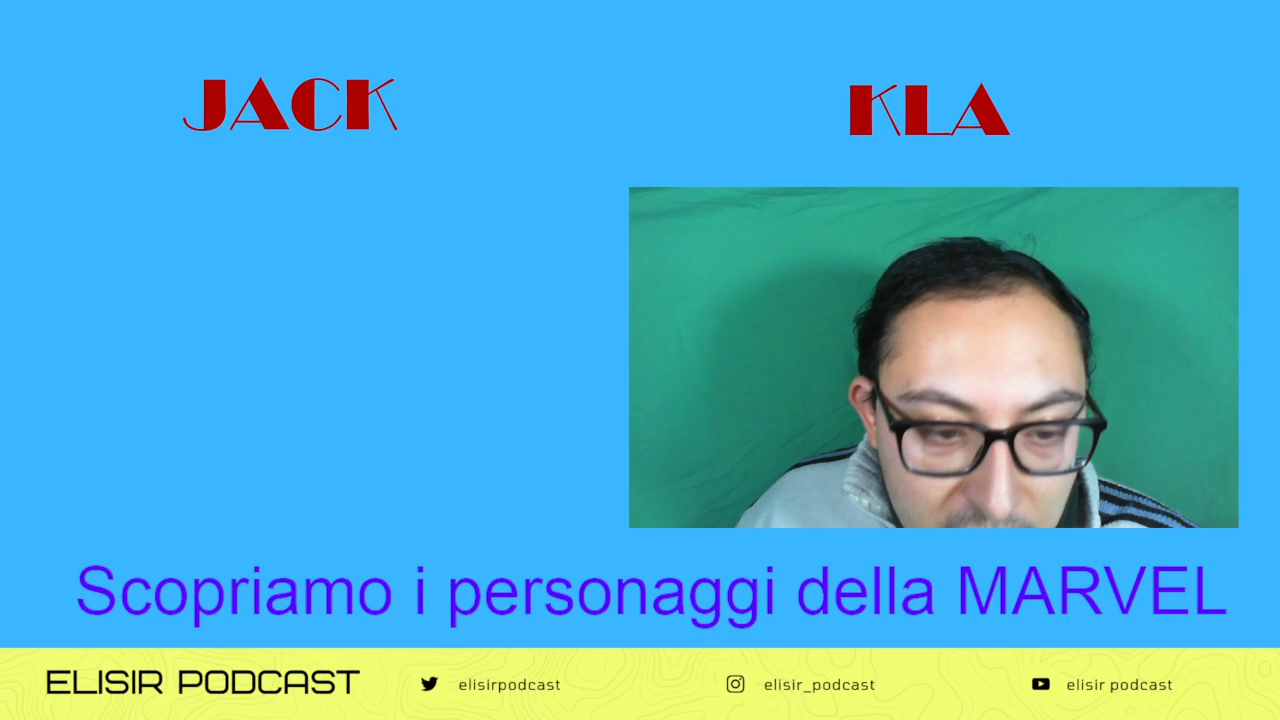 JACK
KLA
Scopriamo i personaggi della MARVEL
ELISIR PODCAST elisirpodcast elisir_podcast elisir podcast